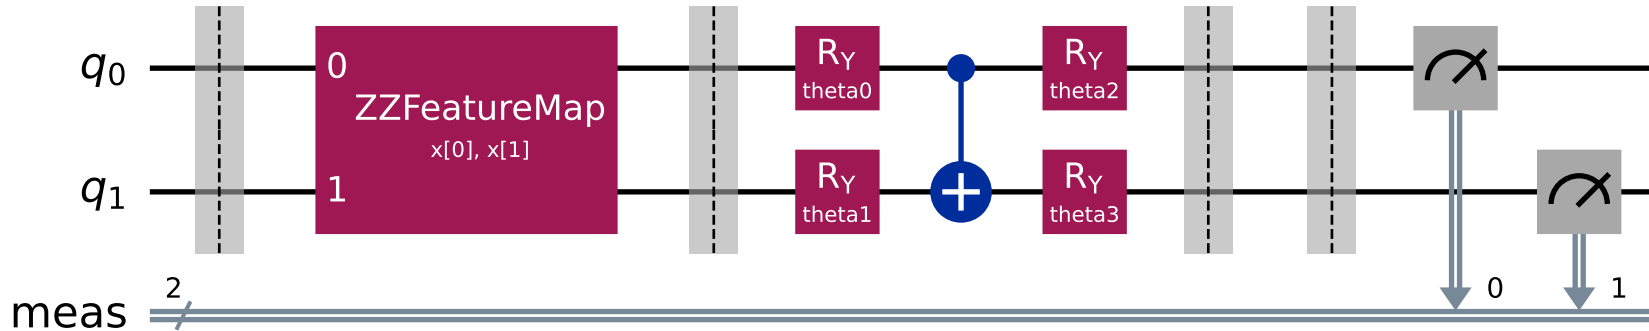 q0
0
ZZFeatureMap
x[0], x[1]
RY
theta0
RY
theta2
q1
1
RY
theta1
RY
theta3
2
0
1
meas